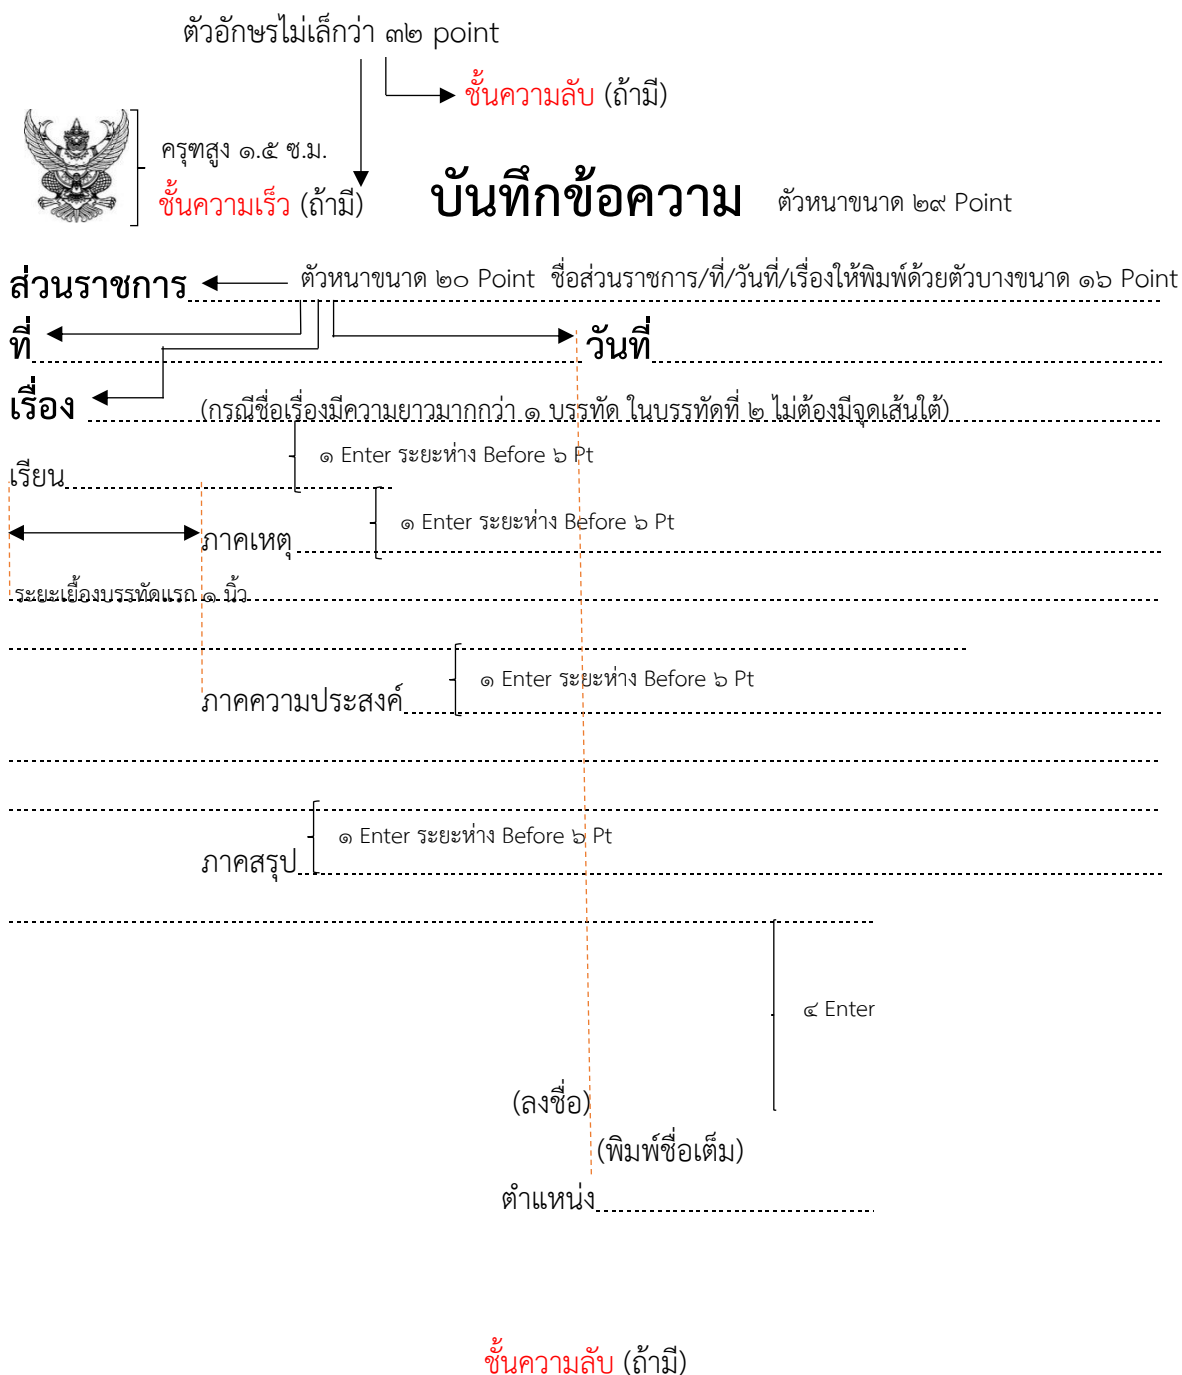 ตัวอักษรไม่เล็กว่า ๓๒ point
ชั้นความลับ (ถ้ามี)
ครุฑสูง ๑.๕ ซ.ม.
ชั้นความเร็ว (ถ้ามี) บันทึกข้อความ ตัวหนาขนาด ๒๙ Point
ส่วนราชการ ตัวหนาขนาด ๒๐ Point ชื่อส่วนราชการ/ที่/วันที่/เรื่องให้พิมพ์ด้วยตัวบางขนาด ๑๖ Point
ที่ วันที่
เรื่อง (กรณีชื่อเรื่องมีความยาวมากกว่า ๑ บรรทัด ในบรรทัดที่ ๒ ไม่ต้องมีจุดเส้นใต้)
๑ Enter ระยะห่าง Before ๖ Pt
เรียน
๑ Enter ระยะห่าง Before ๖ Pt
ภาคเหตุ
ระยะเยื้องบรรทัดแรก ๑ นิ้ว
๑ Enter ระยะห่าง Before ๖ Pt
ภาคความประสงค์
๑ Enter ระยะห่าง Before ๖ Pt
ภาคสรุป
๔ Enter
(ลงชื่อ)
(พิมพ์ชื่อเต็ม)
ตำแหน่ง
ชั้นความลับ (ถ้ามี)